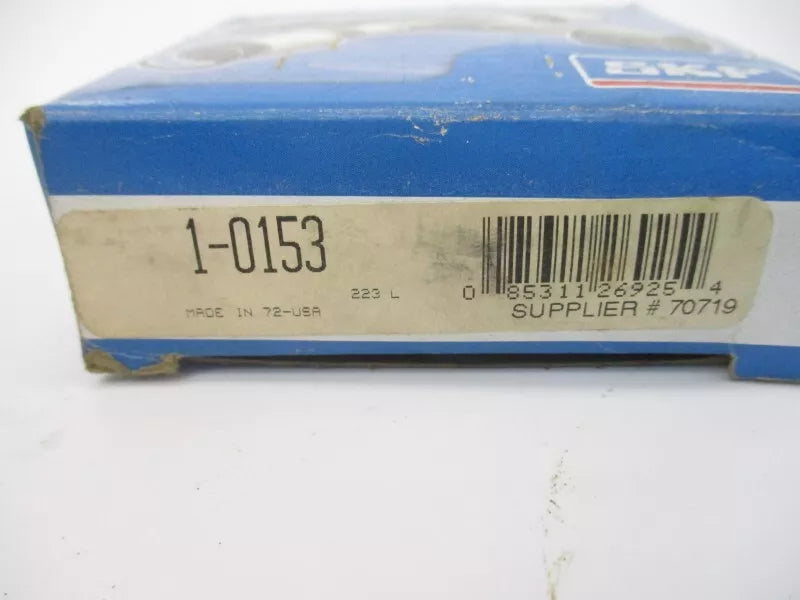 SKF
1-0153
223 L
MADE IN 72-USA
0 85311 26925 4
SUPPLIER # 70719